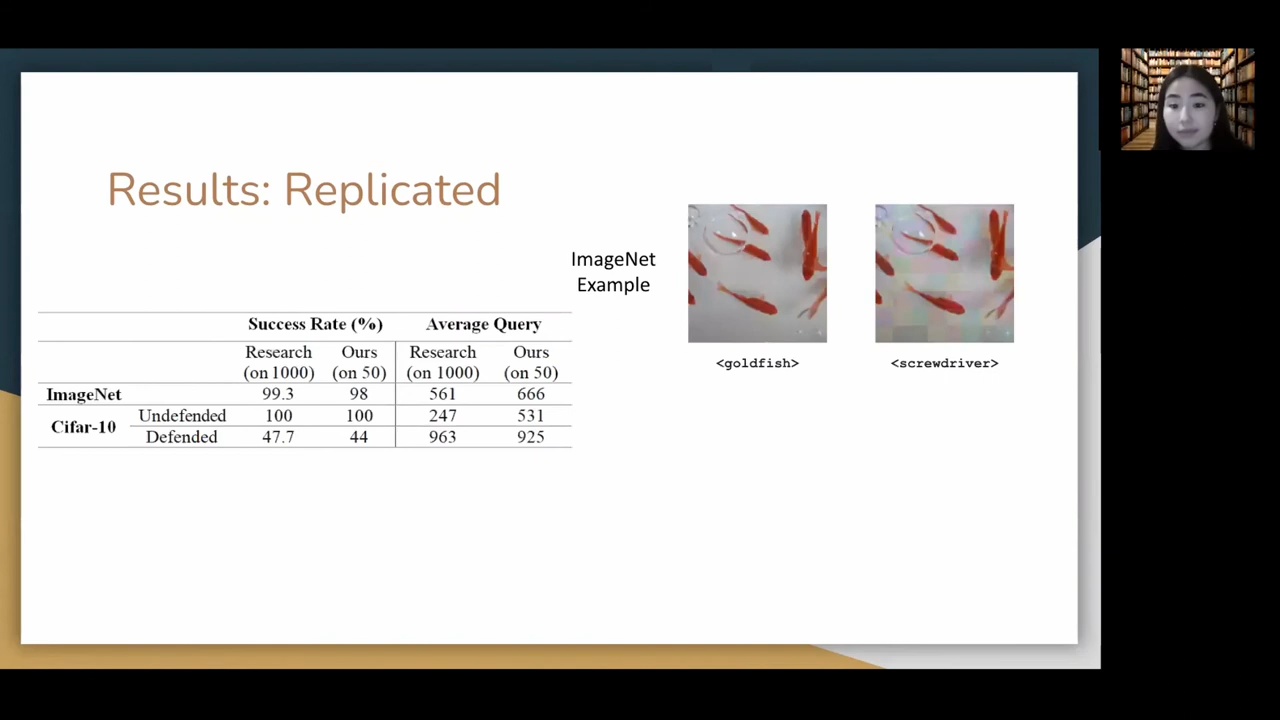 Results: Replicated
ImageNet
Example
<goldfish>
<screwdriver>
Success Rate (%) Average Query
Research Ours Research Ours
(on 1000) (on 50) (on 1000) (on 50)
ImageNet 99.3 98 561 666
Cifar-10
Undefended 100 100 247 531
Defended 47.7 44 963 925